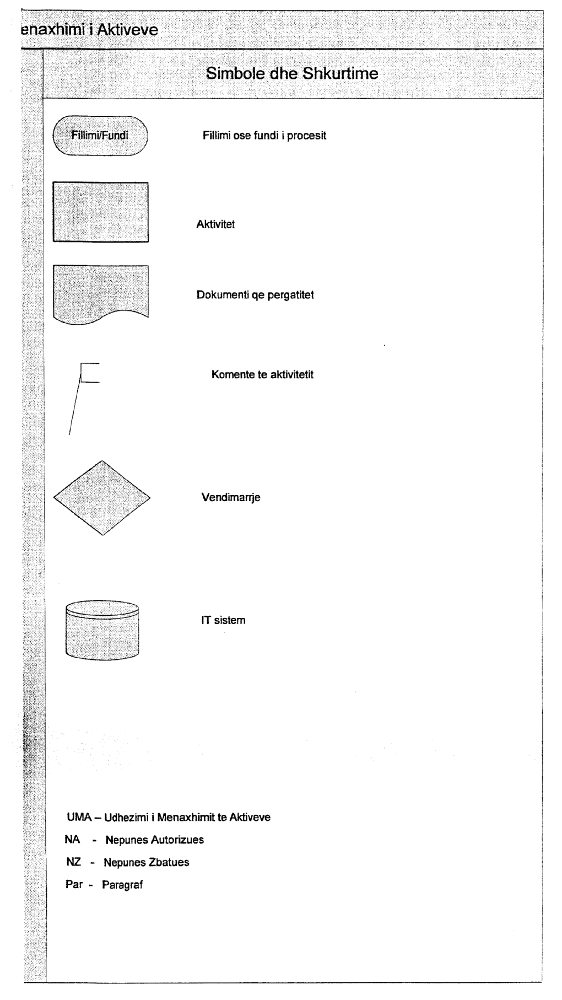 enaxhimi i Aktiveve
Simbole dhe Shkurtime
Fillimi/Fundi
Fillimi ose fundi i procesit
Aktivitet
Dokumenti qe pergatitet
Komente te aktivitetit
Vendimarrje
IT sistem
UMA – Udhezimi i Menaxhimit te Aktiveve
NA - Nepunes Autorizues
NZ - Nepunes Zbatues
Par - Paragraf